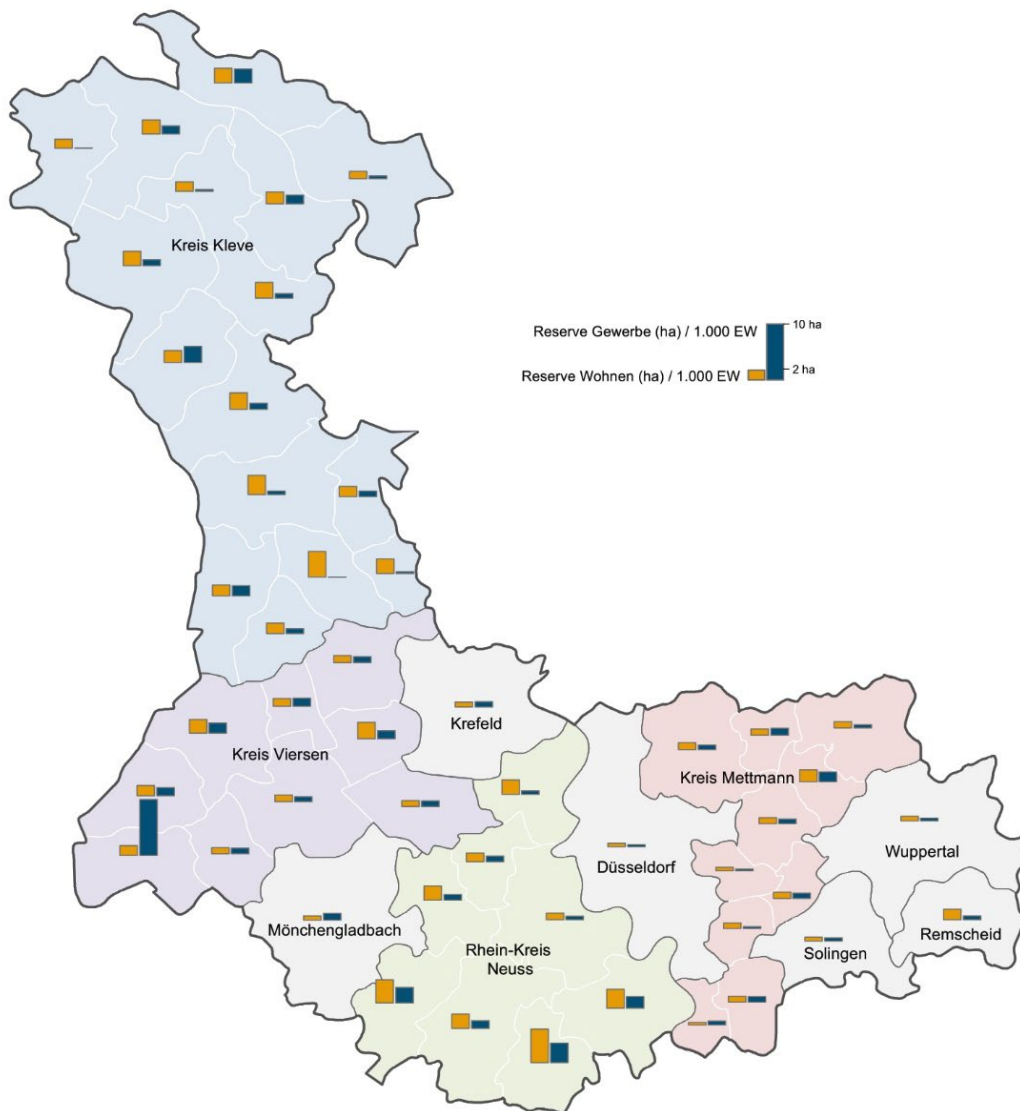 Kreis Kleve
Reserve Gewerbe (ha) / 1.000 EW
10 ha
Reserve Wohnen (ha) / 1.000 EW
2 ha
Krefeld
Kreis Viersen
Kreis Mettmann
Düsseldorf
Wuppertal
Mönchengladbach
Rhein-Kreis
Neuss
Solingen
Remscheid